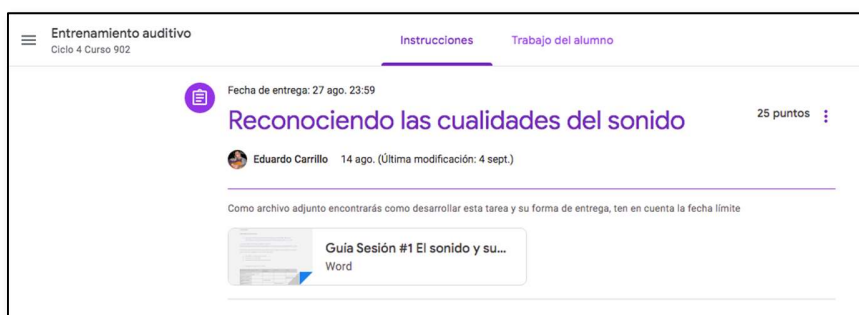 Entrenamiento auditivo
Ciclo 4 Curso 902
Instrucciones
Trabajo del alumno
Fecha de entrega: 27 ago. 23:59
Reconociendo las cualidades del sonido
25 puntos
Eduardo Carrillo 14 ago. (Última modificación: 4 sept.)
Como archivo adjunto encontrarás como desarrollar esta tarea y su forma de entrega, ten en cuenta la fecha límite
Guía Sesión #1 El sonido y su...
Word